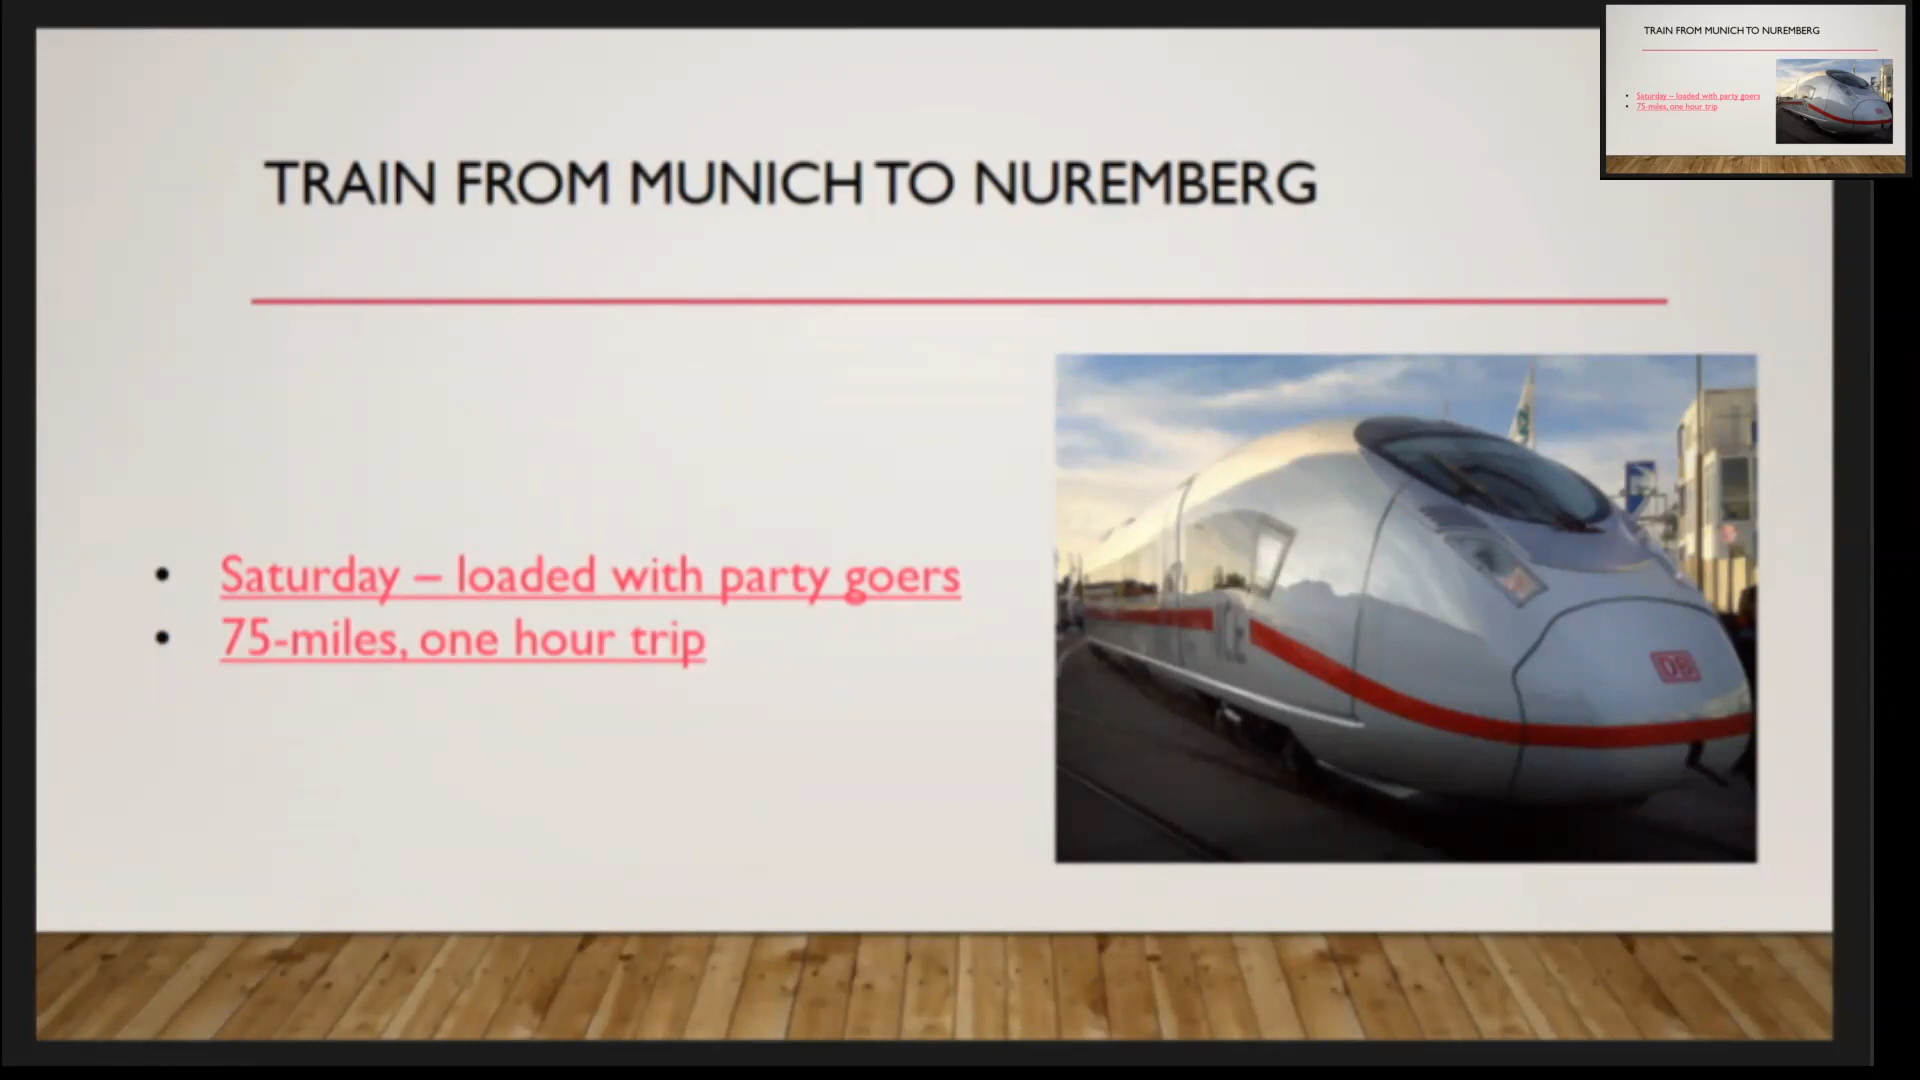 TRAIN FROM MUNICH TO NUREMBERG
• Saturday – loaded with party goers
• 75-miles, one hour trip
DB
TRAIN FROM MUNICH TO NUREMBERG
• Saturday – loaded with party goers
• 75-miles, one hour trip